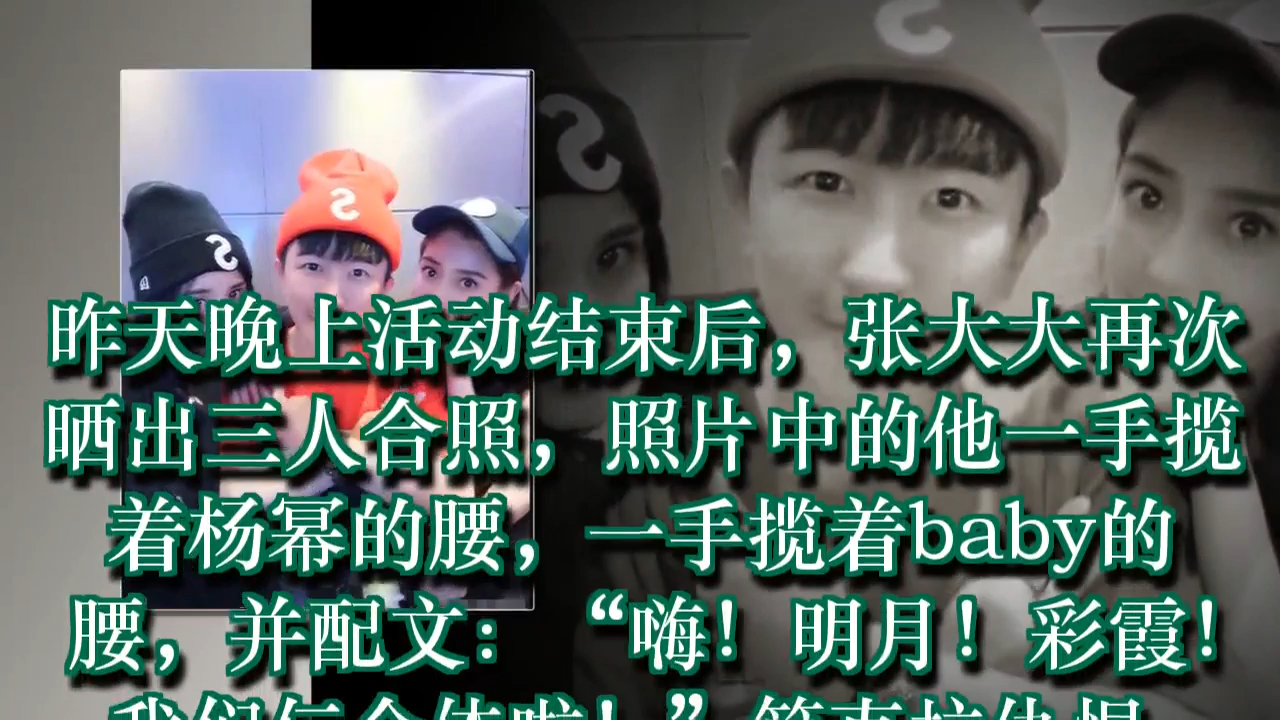 昨天晚上活动结束后，张大大再次
晒出三人合照，照片中的他一手揽
着杨幂的腰，一手揽着baby的
腰，并配文：“嗨！明月！彩霞！